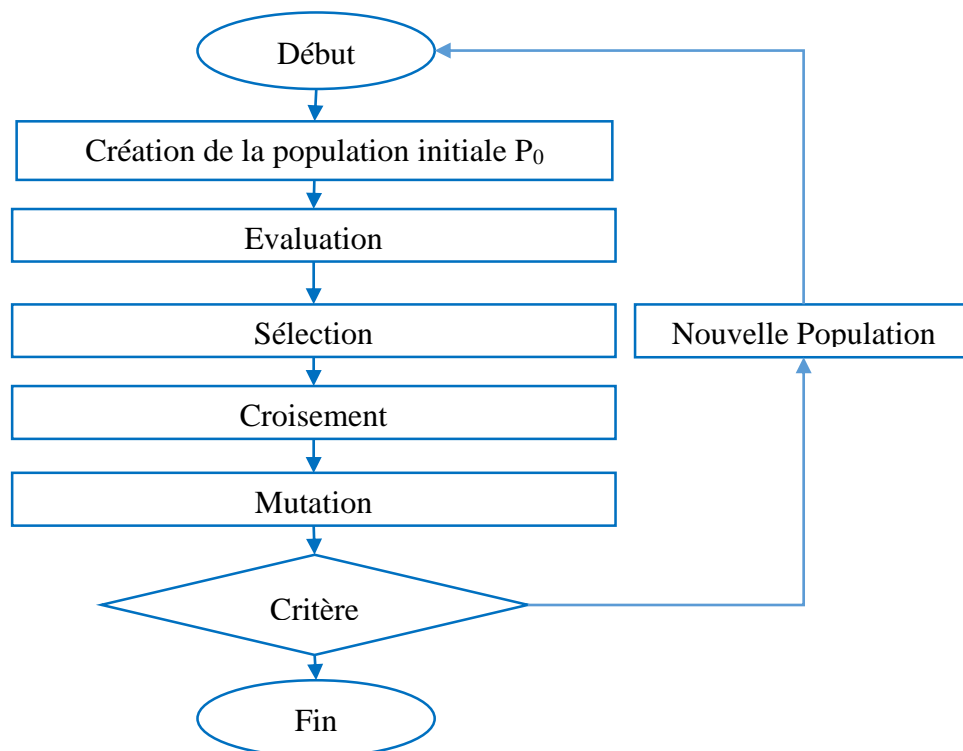 Début
Création de la population initiale P₀
Evaluation
Sélection
Nouvelle Population
Croisement
Mutation
Critère
Fin